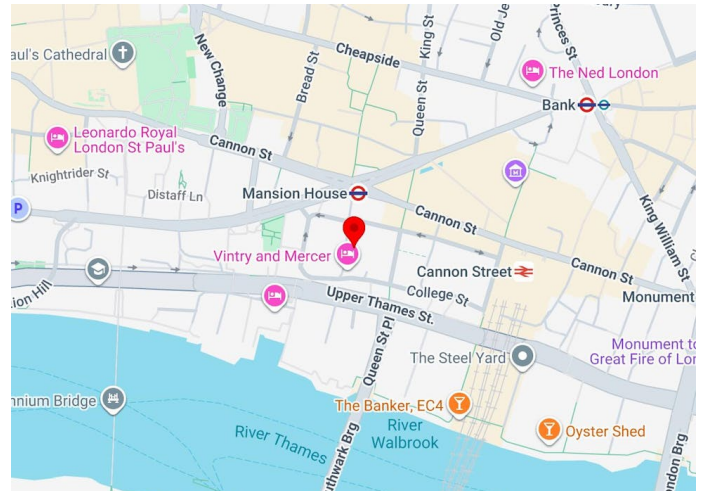 aul's Cathedral
New Change
Bread St
Cheapside
King St
Old Je
Princes St
The Ned London
Bank
Leonardo Royal
London St Paul's
Cannon St
Queen St
Knightrider St
Distaff Ln
Mansion House
P
Cannon St
King William St
Vintry and Mercer
Cannon Street
Cannon St
College St
Monument
tion Hill
Upper Thames St.
Queen St Pl
The Steel Yard
Monument to
Great Fire of Lon
nnium Bridge
The Banker, EC4
River
Walbrook
River Thames
Oyster Shed
thwark Brg
ondon Brg